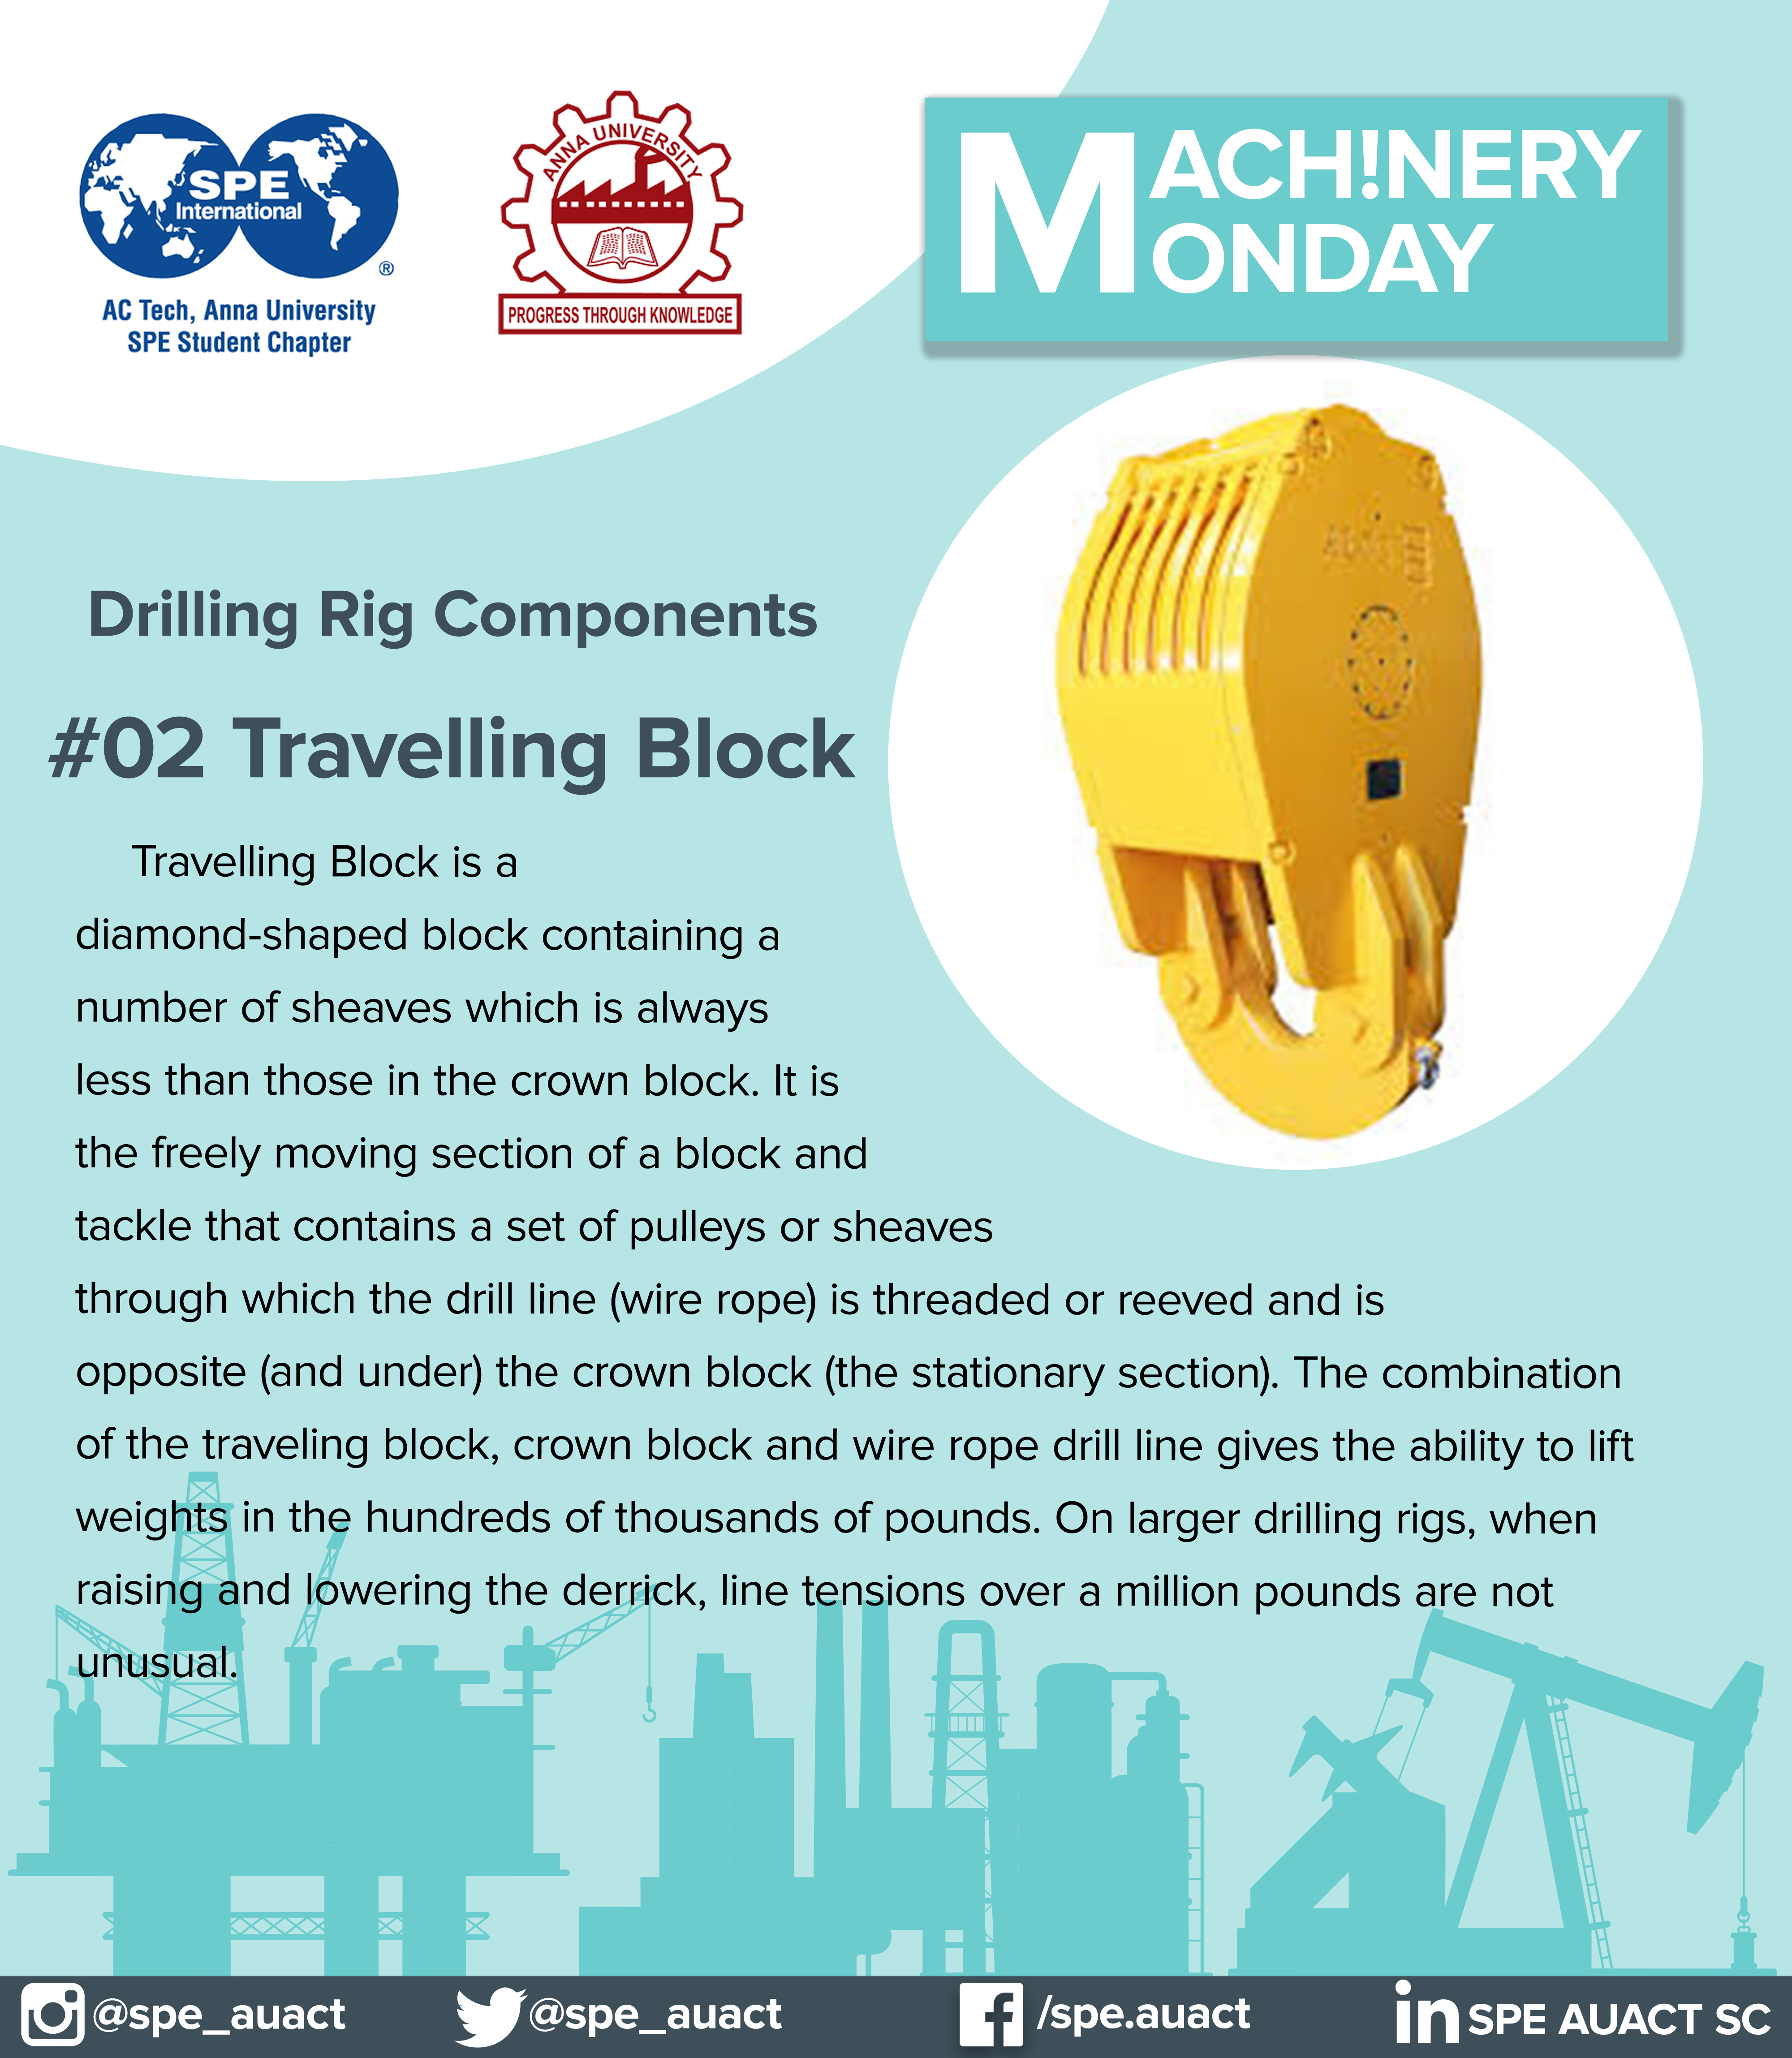 SPE
International
®
AC Tech, Anna University
SPE Student Chapter
ANNA UNIVERSITY
PROGRESS THROUGH KNOWLEDGE
MACH!NERY
MONDAY
Drilling Rig Components
#02 Travelling Block
Travelling Block is a
diamond-shaped block containing a
number of sheaves which is always
less than those in the crown block. It is
the freely moving section of a block and
tackle that contains a set of pulleys or sheaves
through which the drill line (wire rope) is threaded or reeved and is
opposite (and under) the crown block (the stationary section). The combination
of the traveling block, crown block and wire rope drill line gives the ability to lift
weights in the hundreds of thousands of pounds. On larger drilling rigs, when
raising and lowering the derrick, line tensions over a million pounds are not
unusual.
@spe_auact
@spe_auact
/spe.auact
in SPE AUACT SC